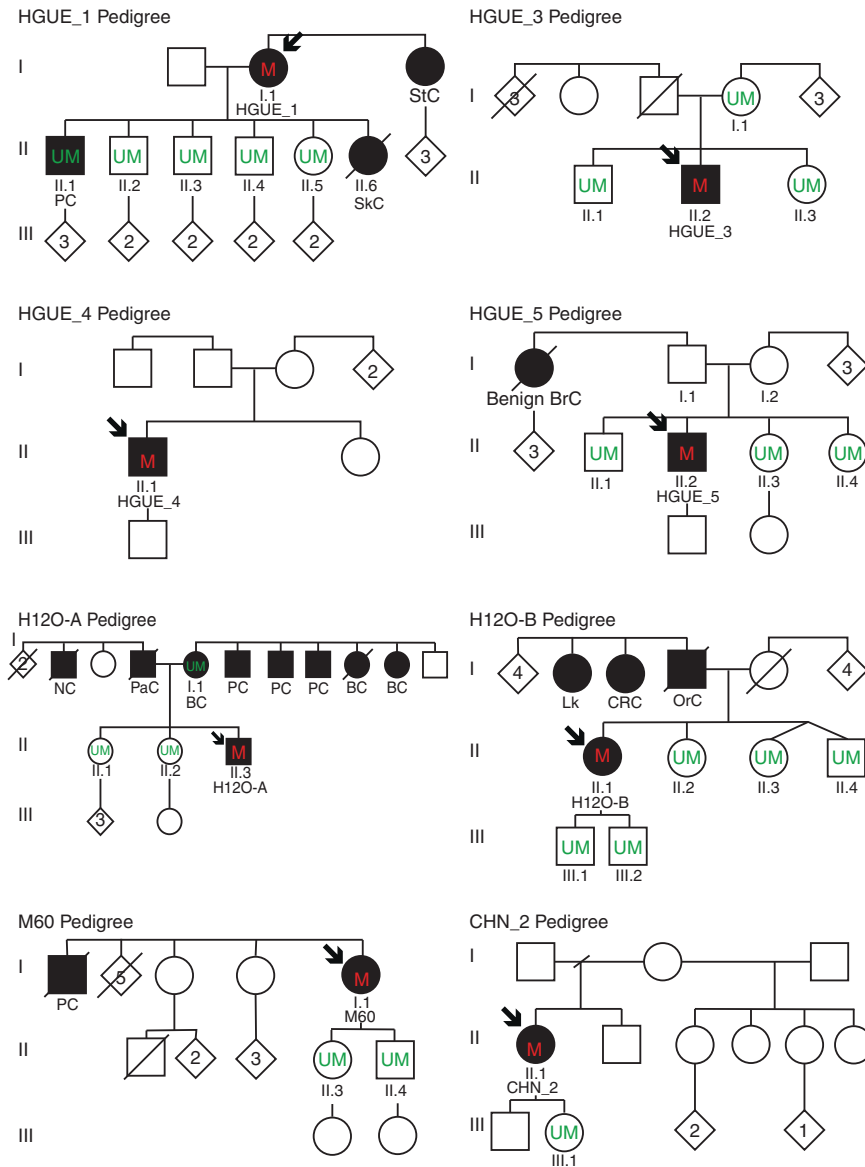 HGUE_1 Pedigree
I
M
I.1
HGUE_1
StC
II
UM UM UM UM UM
3
II.1 II.2 II.3 II.4 II.5 II.6
PC SkC
III
3 2 2 2 2
HGUE_3 Pedigree
I
3 UM 3
I.1
II
UM M UM
II.1 II.2 II.3
HGUE_3
HGUE_4 Pedigree
I
2
II
M
II.1
HGUE_4
III
HGUE_5 Pedigree
I
3
Benign BrC I.1 I.2
II
3 UM M UM UM
II.1 II.2 II.3 II.4
HGUE_5
III
H12O-A Pedigree
I
2 UM
NC PaC I.1 PC PC PC BC BC
BC
II
UM UM M
II.1 II.2 II.3
H12O-A
III
3
H12O-B Pedigree
I
4 4
Lk CRC OrC
II
M UM UM UM
II.1 II.2 II.3 II.4
H12O-B
III
UM UM
III.1 III.2
M60 Pedigree
I
5 M
PC I.1
M60
II
2 3 UM UM
II.3 II.4
III
CHN_2 Pedigree
I
II
M
II.1
CHN_2
III
UM 2 1
III.1